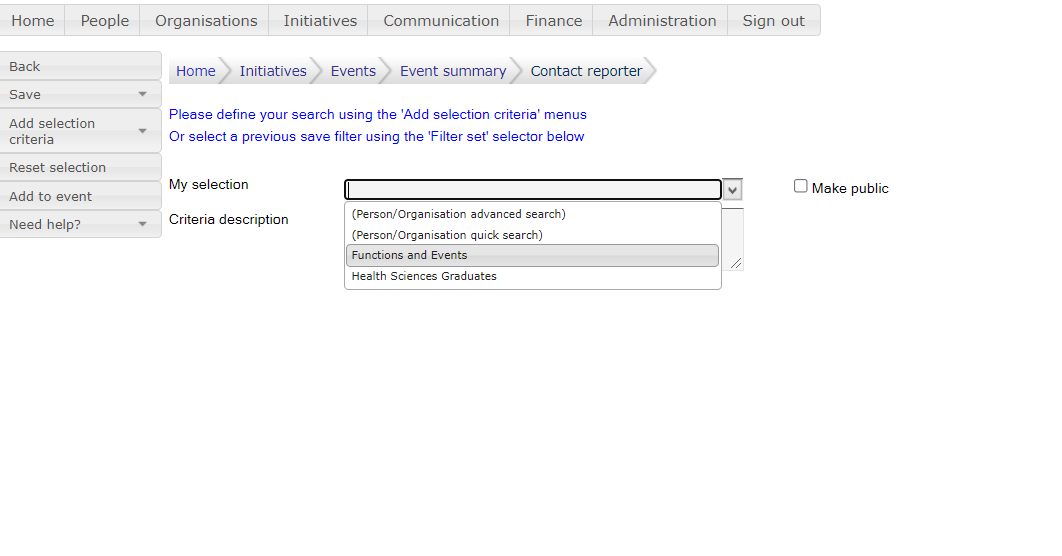 Home People Organisations Initiatives Communication Finance Administration Sign out
Back
Save
Add selection
criteria
Reset selection
Add to event
Need help?
Home Initiatives Events Event summary Contact reporter
Please define your search using the 'Add selection criteria' menus
Or select a previous save filter using the 'Filter set' selector below
My selection
Make public
Criteria description
(Person/Organisation advanced search)
(Person/Organisation quick search)
Functions and Events
Health Sciences Graduates